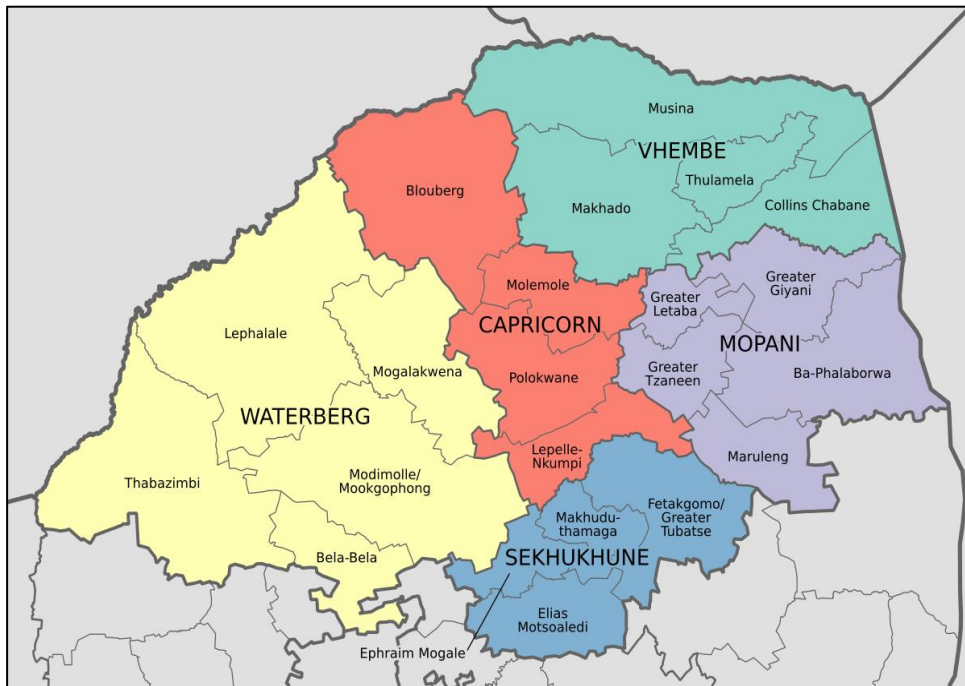 Musina
VHEMBE
Thulamela
Makhado
Collins Chabane
Blouberg
Molemole
CAPRICORN
Polokwane
Lepelle-
Nkumpi
Greater
Giyani
Greater
Letaba
MOPANI
Greater
Tzaneen
Ba-Phalaborwa
Maruleng
Lephalale
Mogalakwena
WATERBERG
Thabazimbi
Modimolle/
Mookgophong
Bela-Bela
Fetakgomo/
Greater
Tubatse
Makhudu-
thamaga
SEKHUKHUNE
Elias
Motsoaledi
Ephraim Mogale